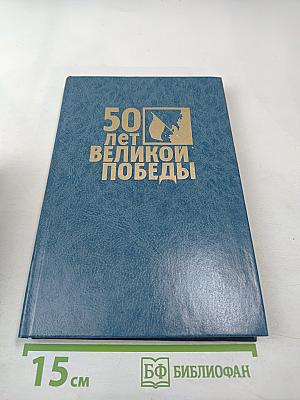 50
лет
ВЕЛИКОЙ
ПОБЕДЫ
15 см
БФ БИБЛИОФАН